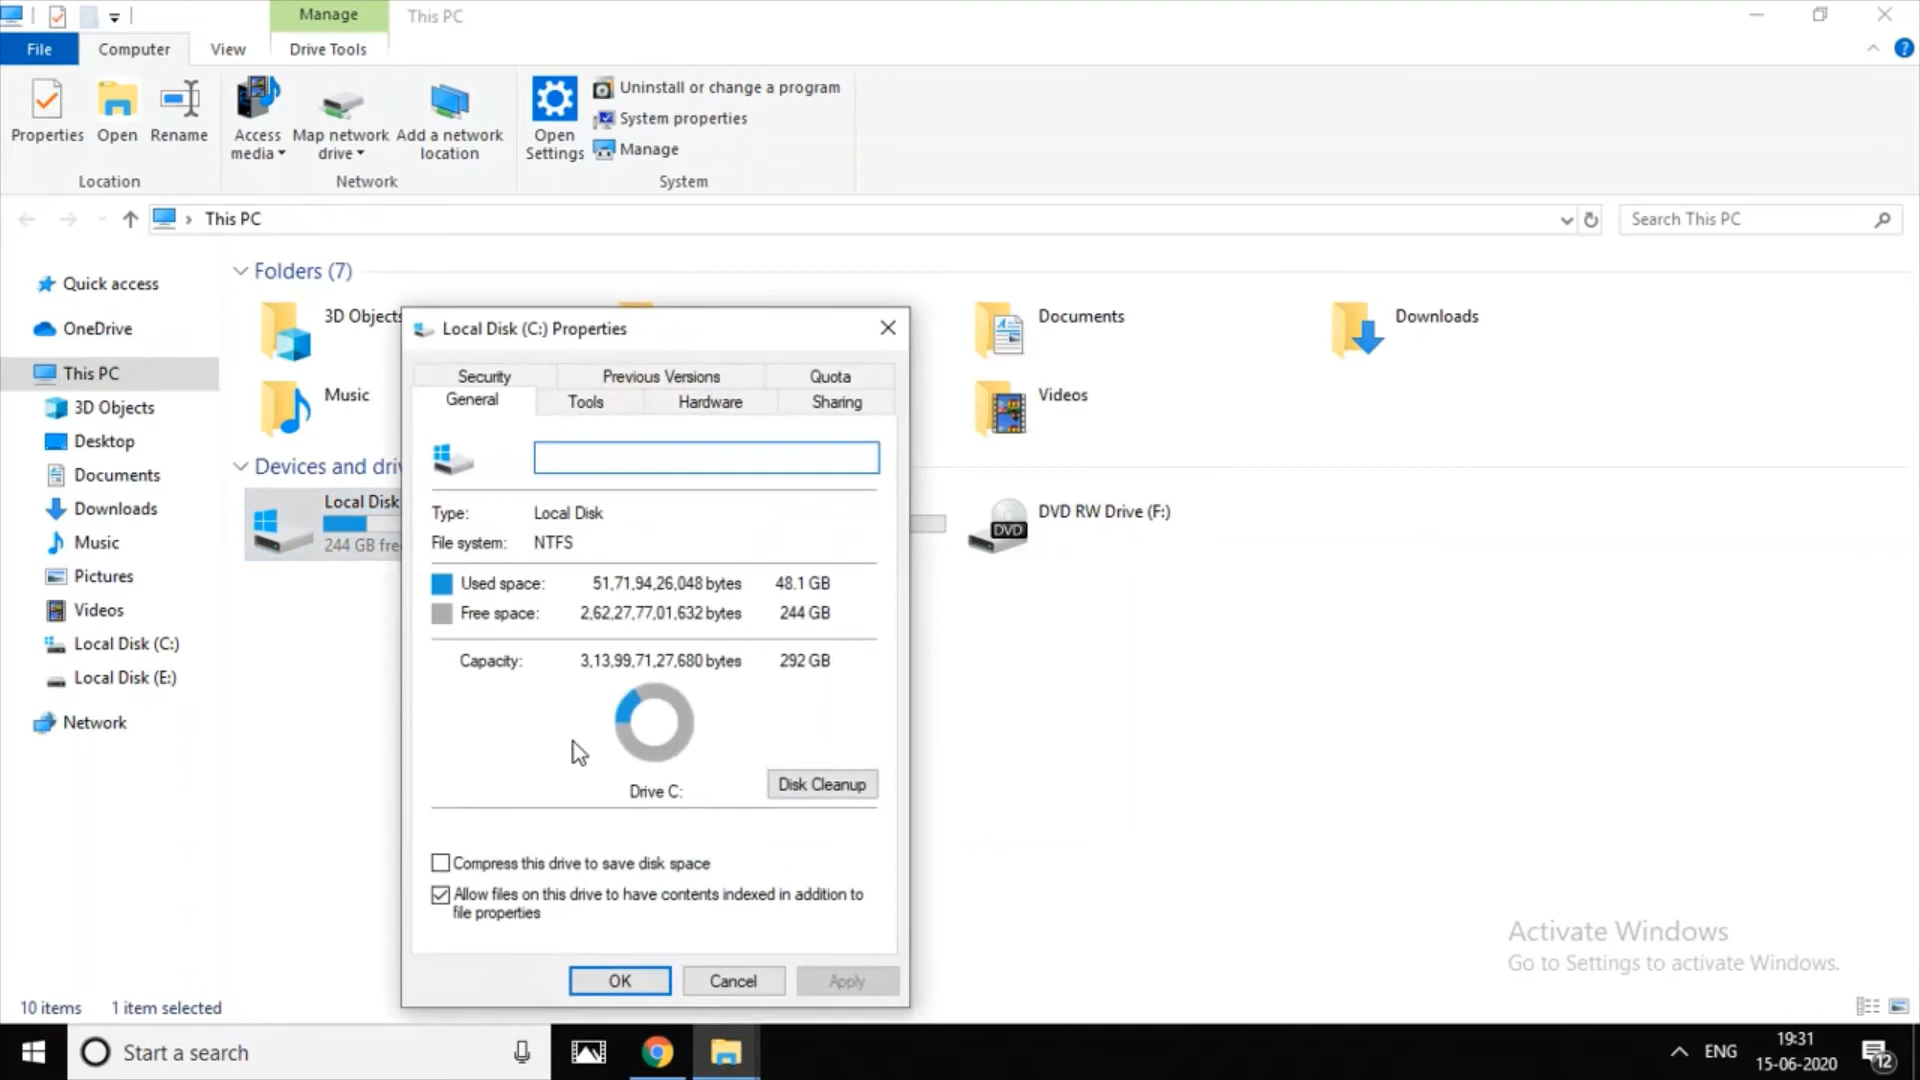 Manage
This PC
File
Computer
View
Drive Tools
Properties
Open
Rename
Access media
Map network drive
Add a network location
Open Settings
Uninstall or change a program
System properties
Manage
Location
Network
System
This PC
Search This PC
Quick access
OneDrive
This PC
3D Objects
Desktop
Documents
Downloads
Music
Pictures
Videos
Local Disk (C:)
Local Disk (E:)
Network
Folders (7)
3D Objects
Documents
Downloads
Music
Videos
Devices and driv
Local Disk
244 GB fre
DVD
DVD RW Drive (F:)
Local Disk (C:) Properties
Security
Previous Versions
Quota
General
Tools
Hardware
Sharing
Type: Local Disk
File system: NTFS
Used space: 51,71,94,26,048 bytes 48.1 GB
Free space: 2,62,27,77,01,632 bytes 244 GB
Capacity: 3,13,99,71,27,680 bytes 292 GB
Drive C:
Disk Cleanup
Compress this drive to save disk space
Allow files on this drive to have contents indexed in addition to
file properties
OK
Cancel
Apply
Activate Windows
Go to Settings to activate Windows.
10 items
1 item selected
Start a search
ENG
19:31
15-06-2020
12